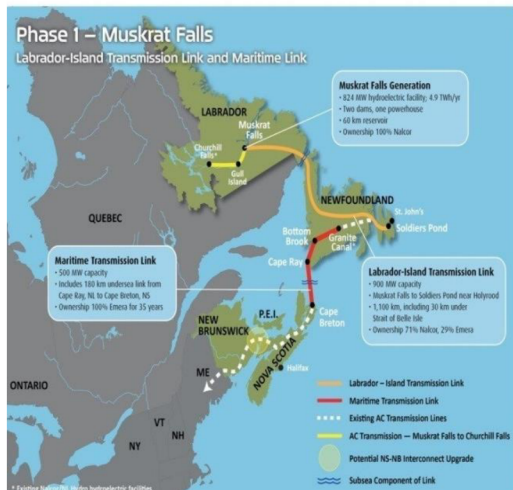 Phase 1 – Muskrat Falls
Labrador-Island Transmission Link and Maritime Link
Muskrat Falls Generation
• 824 MW hydroelectric facility; 4.9 TWh/yr
• Two dams, one powerhouse
• 60 km reservoir
• Ownership 100% Nalcor
LABRADOR
Muskrat
Falls
Churchill
Falls*
Gull
Island
QUEBEC
NEWFOUNDLAND
St. John's
Soldiers Pond
Bottom
Brook
Granite
Canal*
Cape Ray
Maritime Transmission Link
• 500 MW capacity
• Includes 180 km undersea link from
Cape Ray, NL to Cape Breton, NS
• Ownership 100% Emera for 35 years
Labrador-Island Transmission Link
• 900 MW capacity
• Muskrat Falls to Soldiers Pond near Holyrood
• 1,100 km, including 30 km under
Strait of Belle Isle
• Ownership 71% Nalcor, 29% Emera
P.E.I.
Cape
Breton
NEW
BRUNSWICK
NOVA SCOTIA
Halifax
ME
ONTARIO
VT
NH
NY
Labrador – Island Transmission Link
Maritime Transmission Link
Existing AC Transmission Lines
AC Transmission — Muskrat Falls to Churchill Falls
Potential NS-NB Interconnect Upgrade
Subsea Component of Link
* Existing Nalcor/NL Hydro hydroelectric facilities